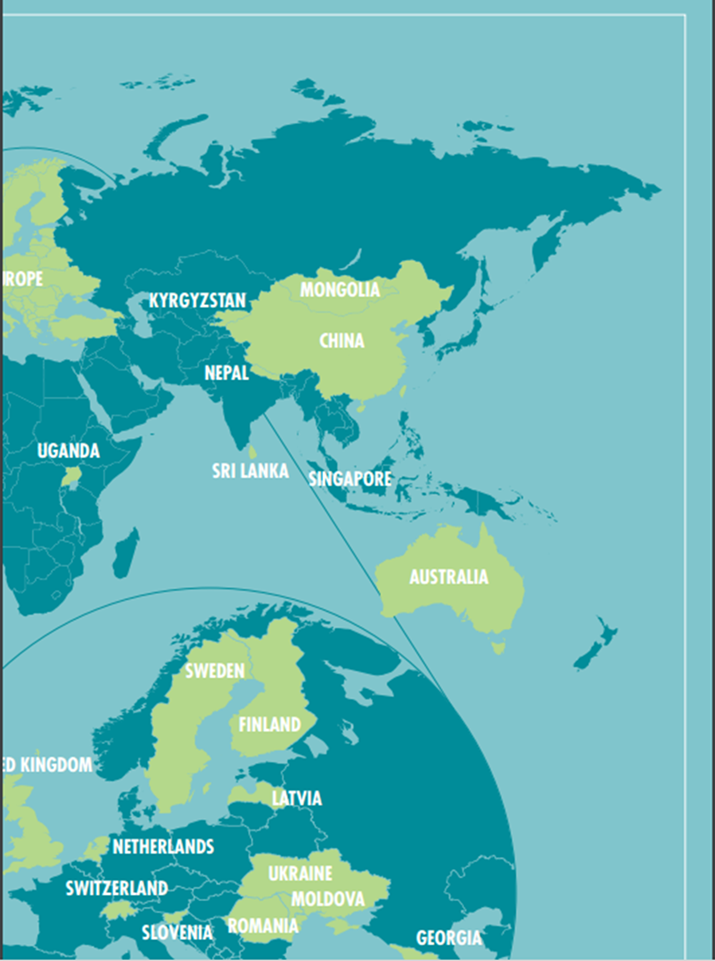 UROPE
KYRGYZSTAN
MONGOLIA
CHINA
NEPAL
UGANDA
SRI LANKA
SINGAPORE
AUSTRALIA
SWEDEN
FINLAND
ED KINGDOM
LATVIA
NETHERLANDS
UKRAINE
SWITZERLAND
MOLDOVA
ROMANIA
SLOVENIA
GEORGIA